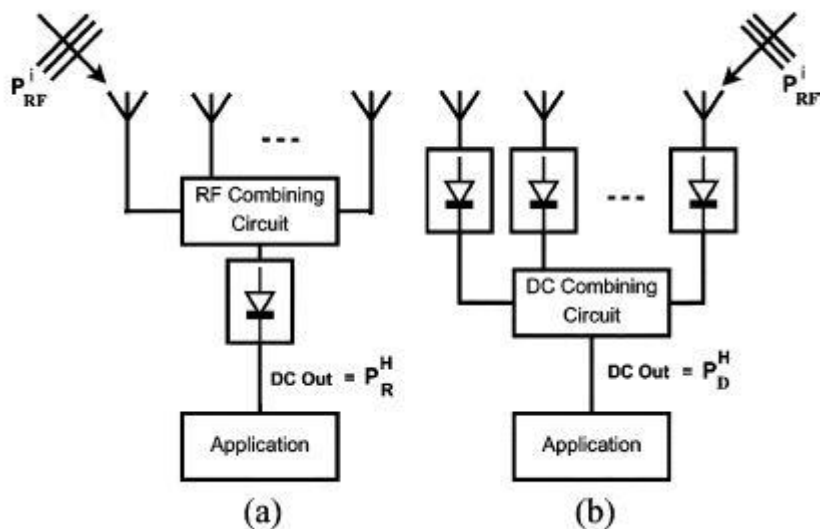 P^i_RF
RF Combining
Circuit
DC Out = P^H_R
Application
(a)
P^i_RF
DC Combining
Circuit
DC Out = P^H_D
Application
(b)